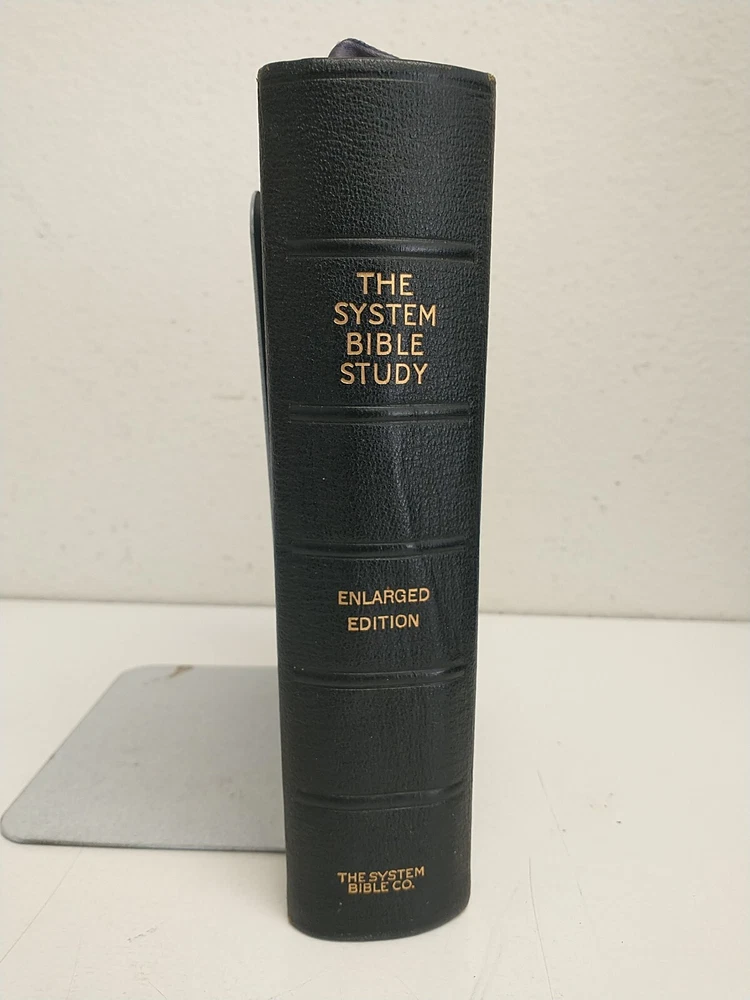 THE
SYSTEM
BIBLE
STUDY
ENLARGED
EDITION
THE SYSTEM
BIBLE CO.